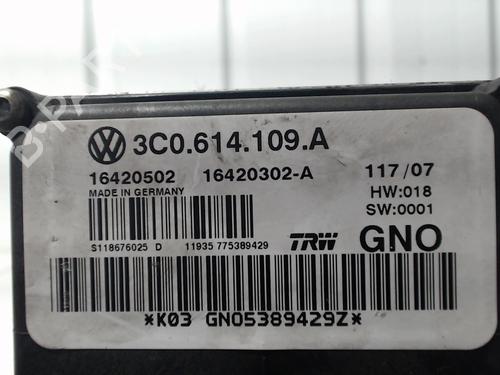 3C0.614.109.A
16420502 16420302-A 117/07
MADE IN GERMANY HW:018
SW:0001
S118676025 D 11935 775389429 TRW GNO
*K03 GNO5389429Z*